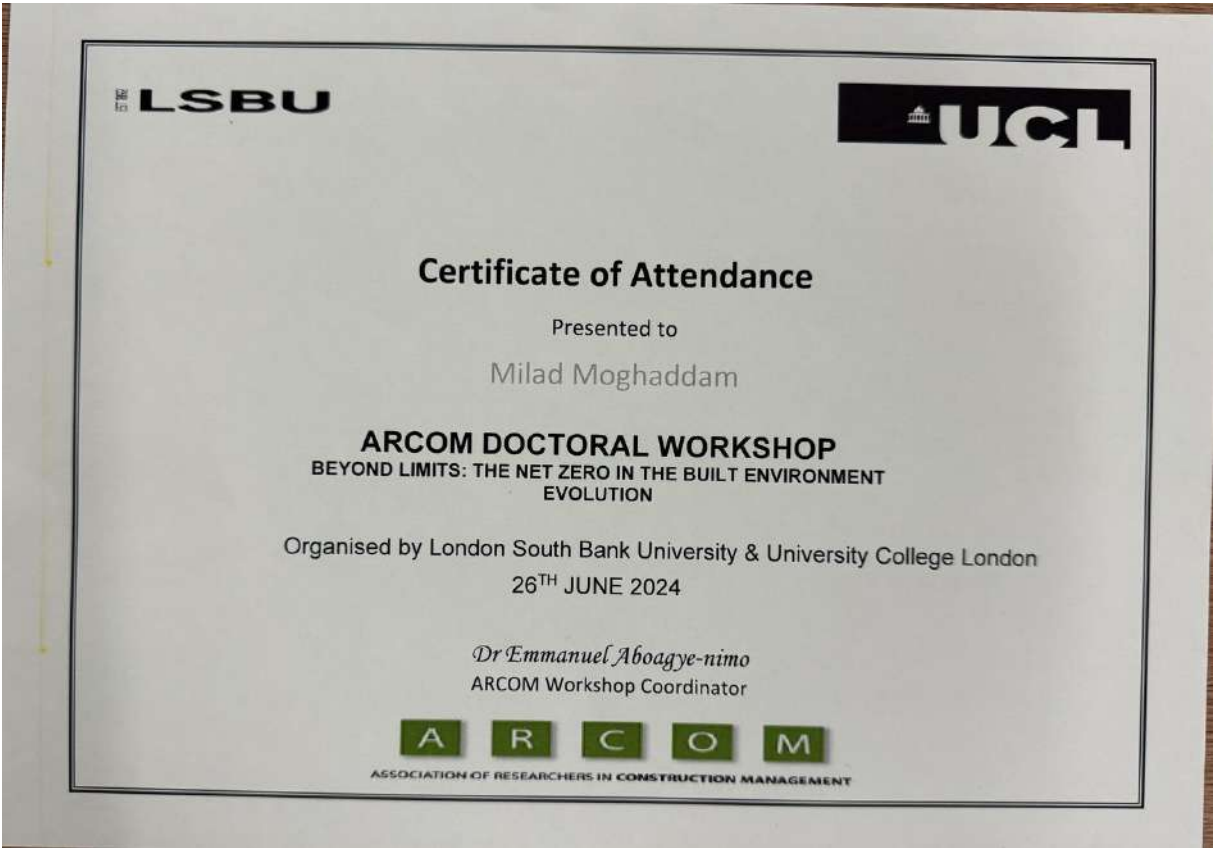 LSBU
UCL
Certificate of Attendance
Presented to
Milad Moghaddam
ARCOM DOCTORAL WORKSHOP
BEYOND LIMITS: THE NET ZERO IN THE BUILT ENVIRONMENT
EVOLUTION
Organised by London South Bank University & University College London
26TH JUNE 2024
Dr Emmanuel Aboagye-nimo
ARCOM Workshop Coordinator
A R C O M
ASSOCIATION OF RESEARCHERS IN CONSTRUCTION MANAGEMENT